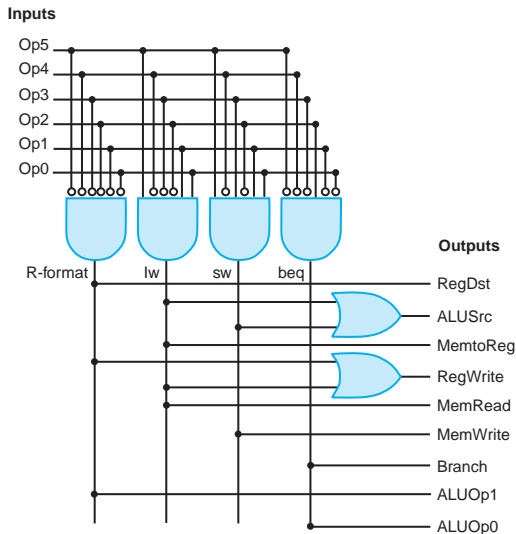 Inputs
Op5
Op4
Op3
Op2
Op1
Op0
R-format
lw
sw
beq
Outputs
RegDst
ALUSrc
MemtoReg
RegWrite
MemRead
MemWrite
Branch
ALUOp1
ALUOp0